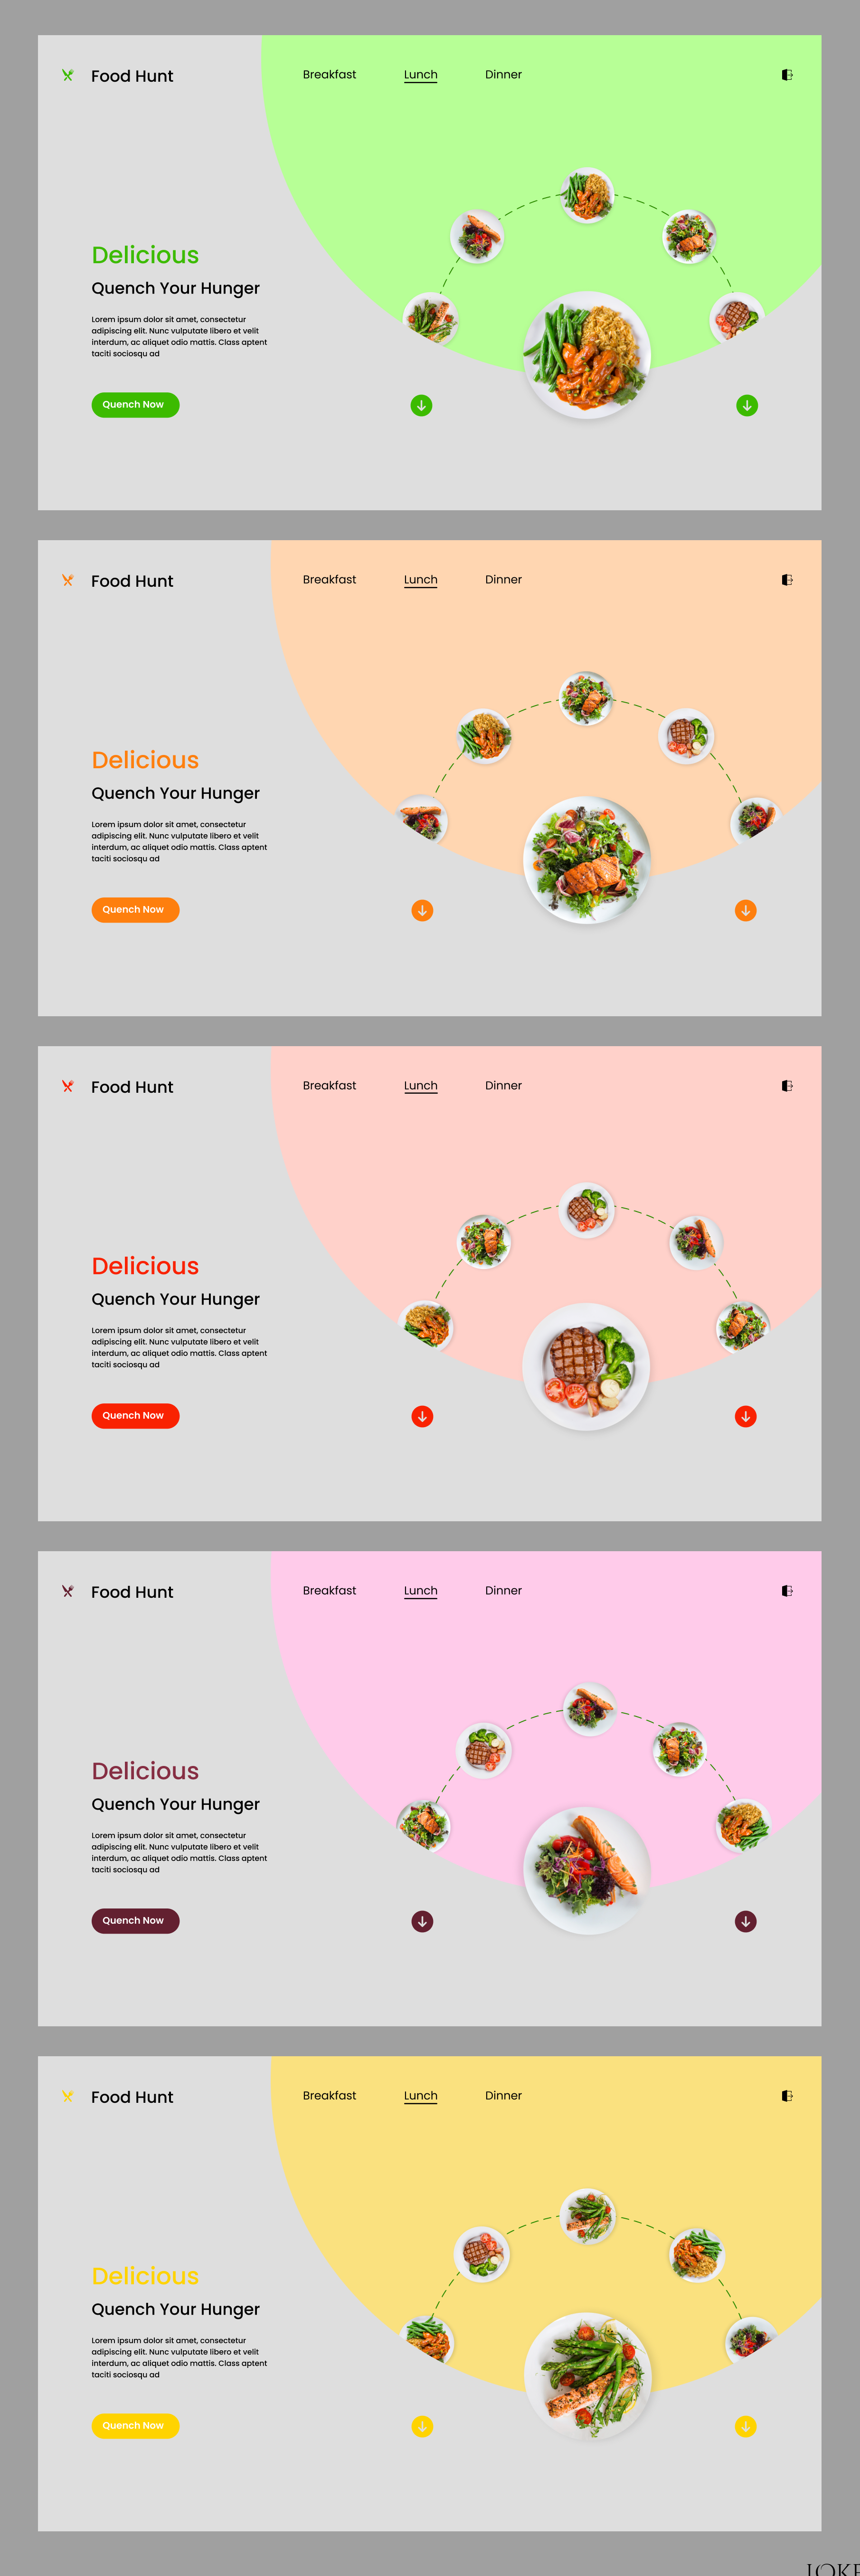 Food Hunt
Breakfast Lunch Dinner
Delicious
Quench Your Hunger
Lorem ipsum dolor sit amet, consectetur
adipiscing elit. Nunc vulputate libero et velit
interdum, ac aliquet odio mattis. Class aptent
taciti sociosqu ad
Quench Now
Food Hunt
Breakfast Lunch Dinner
Delicious
Quench Your Hunger
Lorem ipsum dolor sit amet, consectetur
adipiscing elit. Nunc vulputate libero et velit
interdum, ac aliquet odio mattis. Class aptent
taciti sociosqu ad
Quench Now
Food Hunt
Breakfast Lunch Dinner
Delicious
Quench Your Hunger
Lorem ipsum dolor sit amet, consectetur
adipiscing elit. Nunc vulputate libero et velit
interdum, ac aliquet odio mattis. Class aptent
taciti sociosqu ad
Quench Now
Food Hunt
Breakfast Lunch Dinner
Delicious
Quench Your Hunger
Lorem ipsum dolor sit amet, consectetur
adipiscing elit. Nunc vulputate libero et velit
interdum, ac aliquet odio mattis. Class aptent
taciti sociosqu ad
Quench Now
Food Hunt
Breakfast Lunch Dinner
Delicious
Quench Your Hunger
Lorem ipsum dolor sit amet, consectetur
adipiscing elit. Nunc vulputate libero et velit
interdum, ac aliquet odio mattis. Class aptent
taciti sociosqu ad
Quench Now